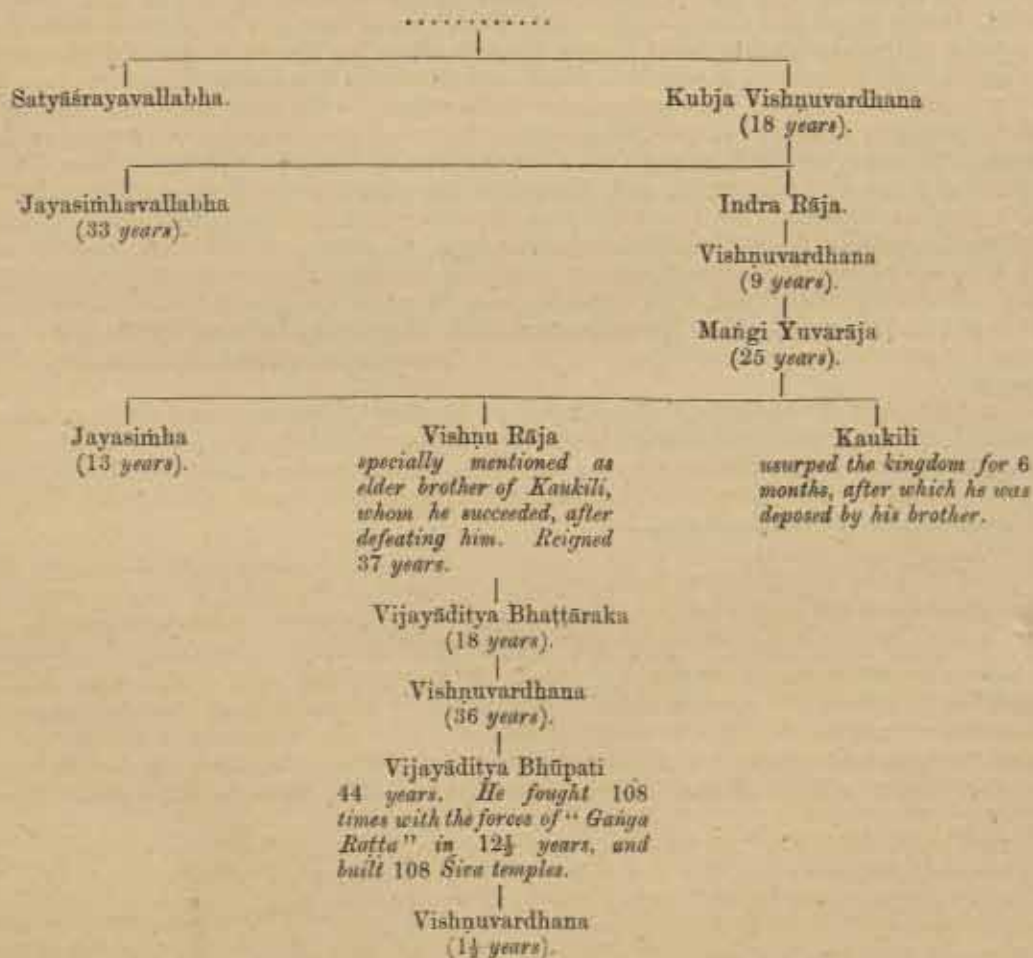 ............
Satyāśrayavallabha. Kubja Vishṇuvardhana
(18 years).
Jayasiṁhavallabha Indra Rāja.
(33 years).
Vishṇuvardhana
(9 years).
Maṅgi Yuvarāja
(25 years).
Jayasiṁha Vishṇu Rāja Kaukili
(13 years). specially mentioned as usurped the kingdom for 6
elder brother of Kaukili, months, after which he was
whom he succeeded, after deposed by his brother.
defeating him. Reigned
37 years.
Vijayāditya Bhaṭṭāraka
(18 years).
Vishṇuvardhana
(36 years).
Vijayāditya Bhūpati
44 years. He fought 108
times with the forces of “Gaṅga
Raṭṭa” in 12½ years, and
built 108 Siva temples.
Vishṇuvardhana
(1½ years).